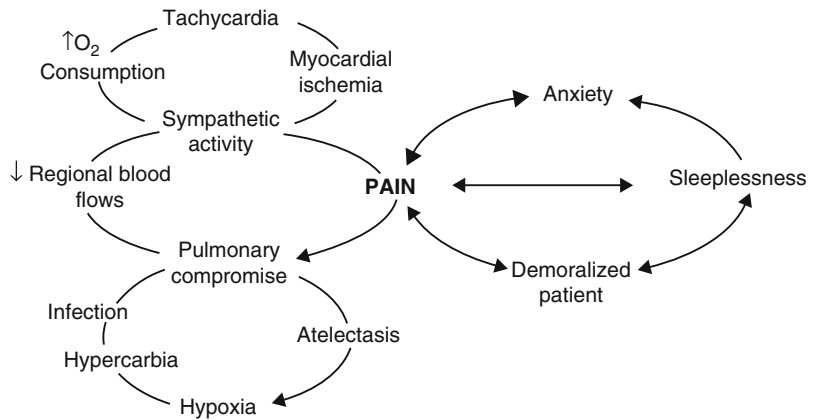 Tachycardia
↑O₂
Consumption
Myocardial
ischemia
Sympathetic
activity
↓ Regional blood
flows
PAIN
Anxiety
Sleeplessness
Demoralized
patient
Pulmonary
compromise
Infection
Atelectasis
Hypercarbia
Hypoxia